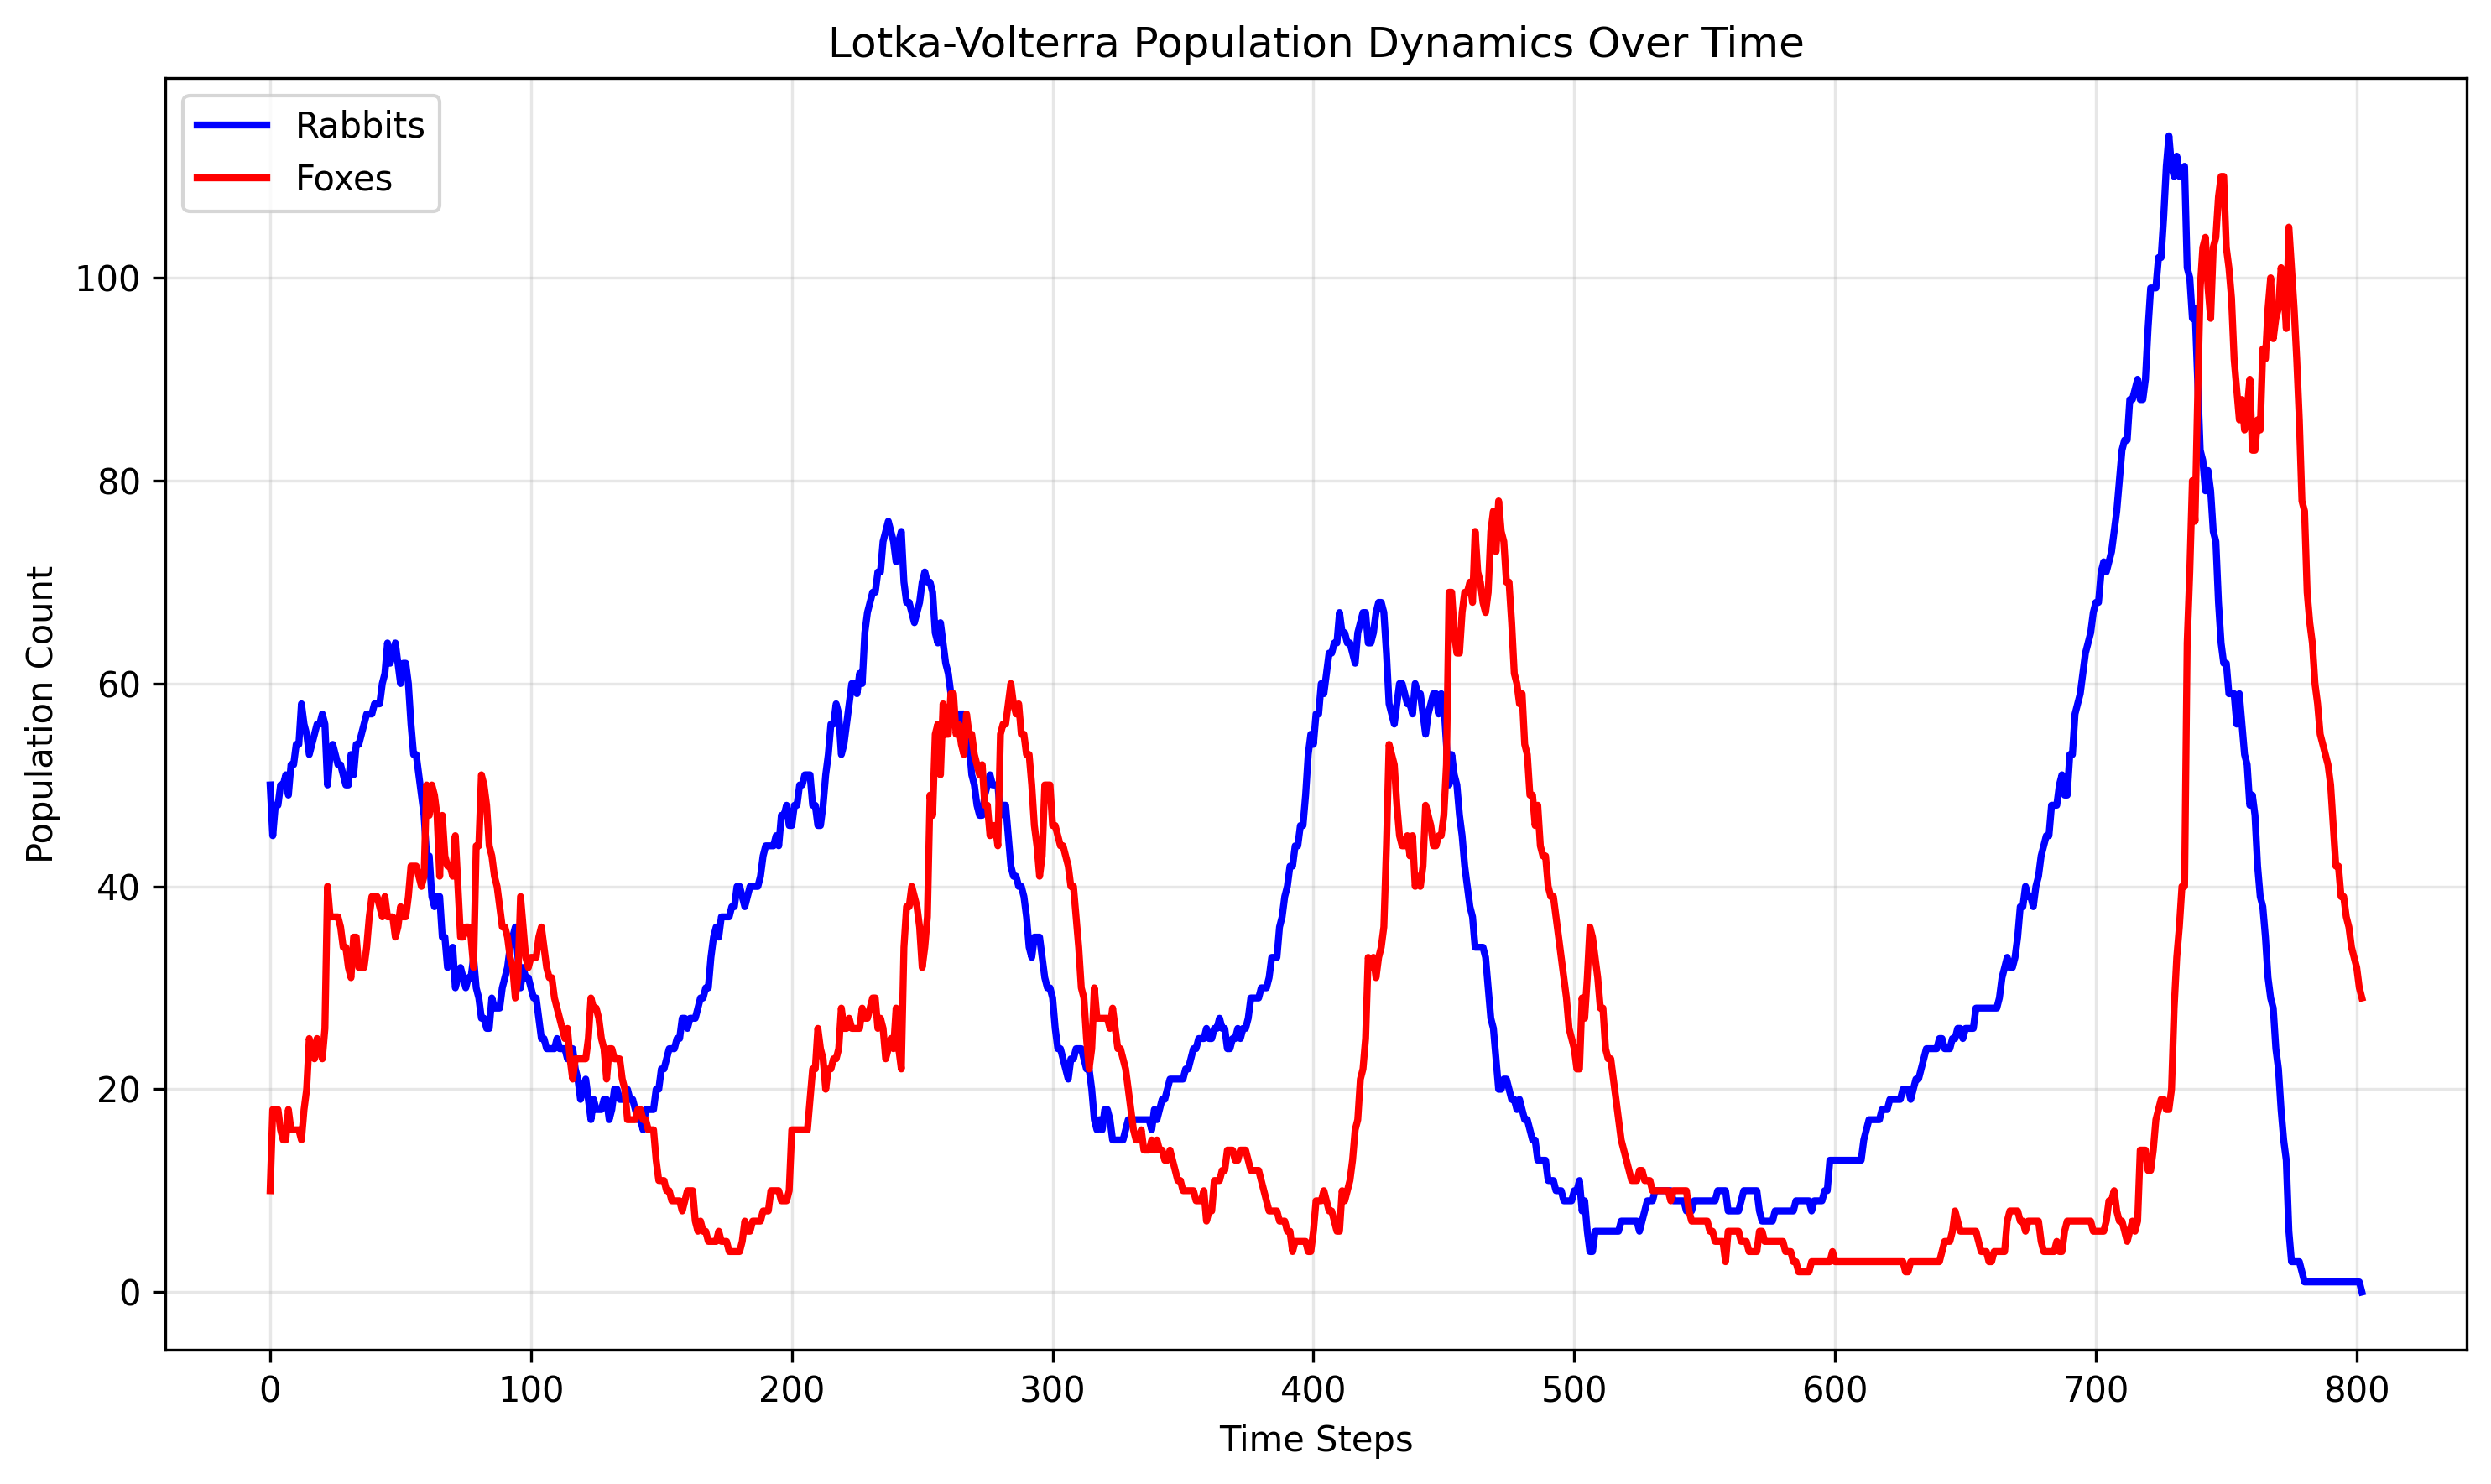 Lotka-Volterra Population Dynamics Over Time
Rabbits
Foxes
Population Count
100
80
60
40
20
0
0 100 200 300 400 500 600 700 800
Time Steps